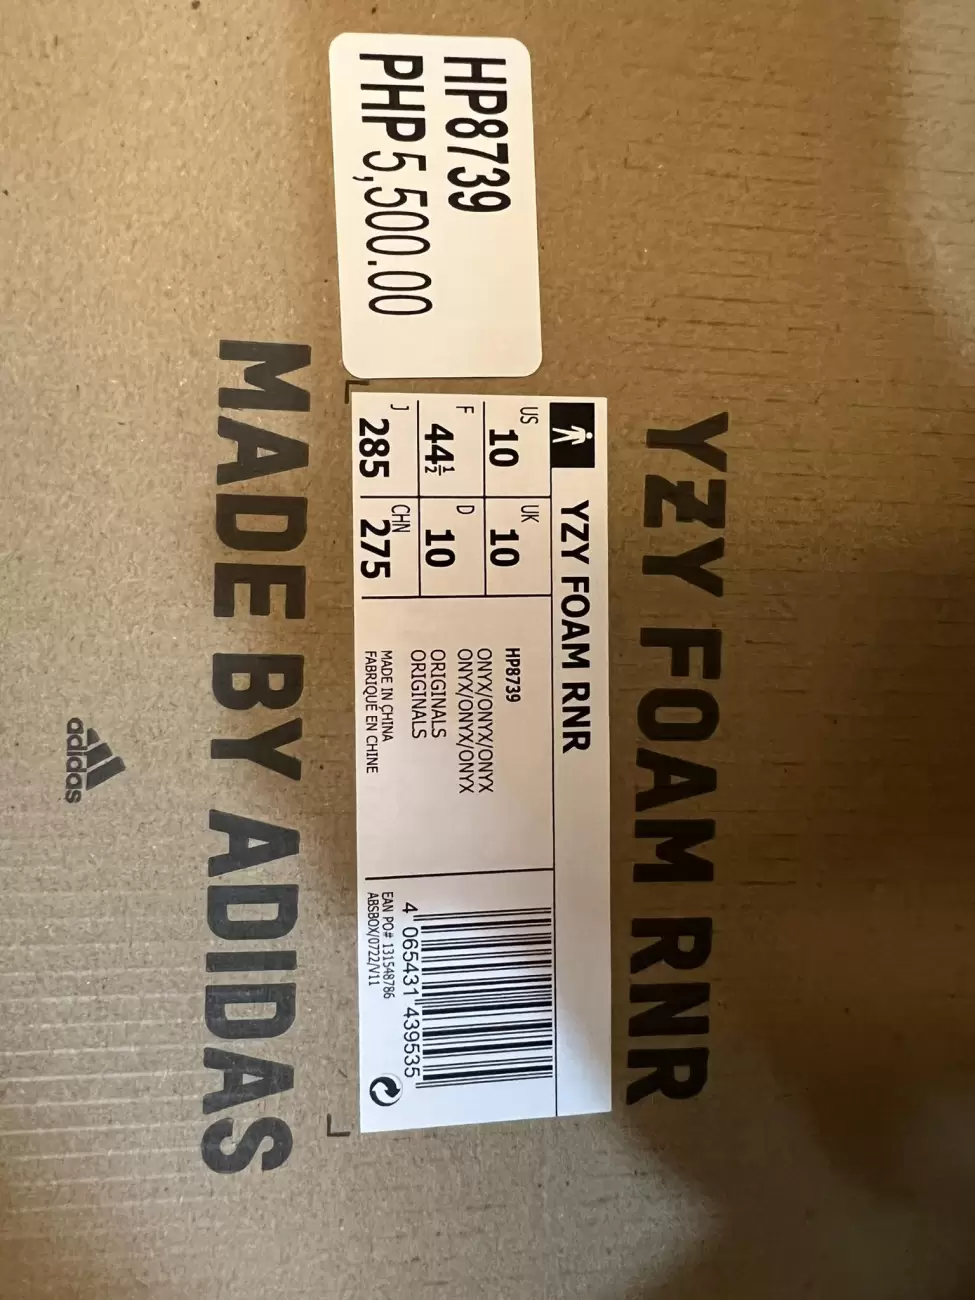 HP8739
PHP 5,500.00
YZY FOAM RNR
YZY FOAM RNR
US 10
UK 10
F 44½
D 10
J 285
CHN 275
HP8739
ONYX/ONYX/ONYX
ONYX/ONYX/ONYX
ORIGINALS
ORIGINALS
MADE IN CHINA
FABRIQUÉ EN CHINE
4 065431 439535
EAN PO# 131548786
ABSBOX/0722/V11
MADE BY ADIDAS
adidas